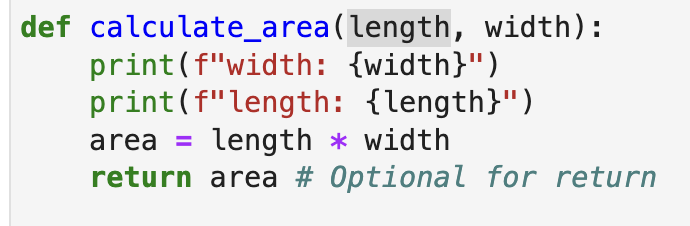 def calculate_area(length, width):
    print(f"width: {width}")
    print(f"length: {length}")
    area = length * width
    return area # Optional for return